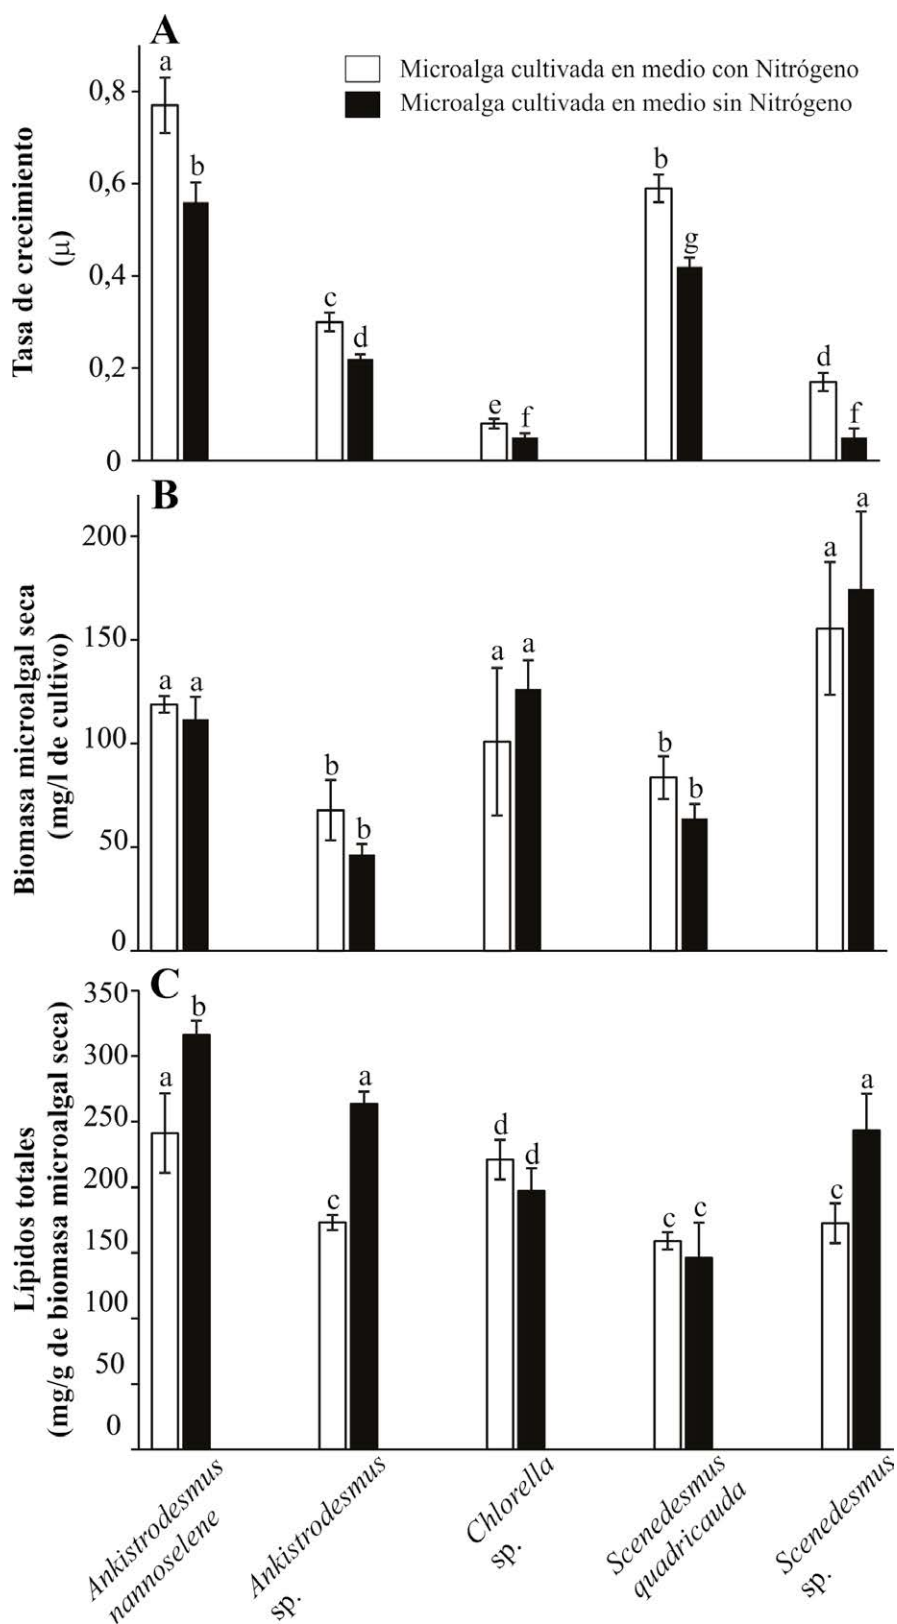 A
Microalga cultivada en medio con Nitrógeno
Microalga cultivada en medio sin Nitrógeno
Tasa de crecimiento
(μ)
0,8
0,6
0,4
0,2
0
a
b
c
d
e
f
b
g
d
f
B
Biomasa microalgal seca
(mg/l de cultivo)
200
150
100
50
0
a
a
b
b
a
a
b
b
a
a
C
Lípidos totales
(mg/g de biomasa microalgal seca)
350
300
250
200
150
100
50
0
a
b
c
a
d
d
c
c
c
a
Ankistrodesmus
nannoselene
Ankistrodesmus
sp.
Chlorella
sp.
Scenedesmus
quadricauda
Scenedesmus
sp.